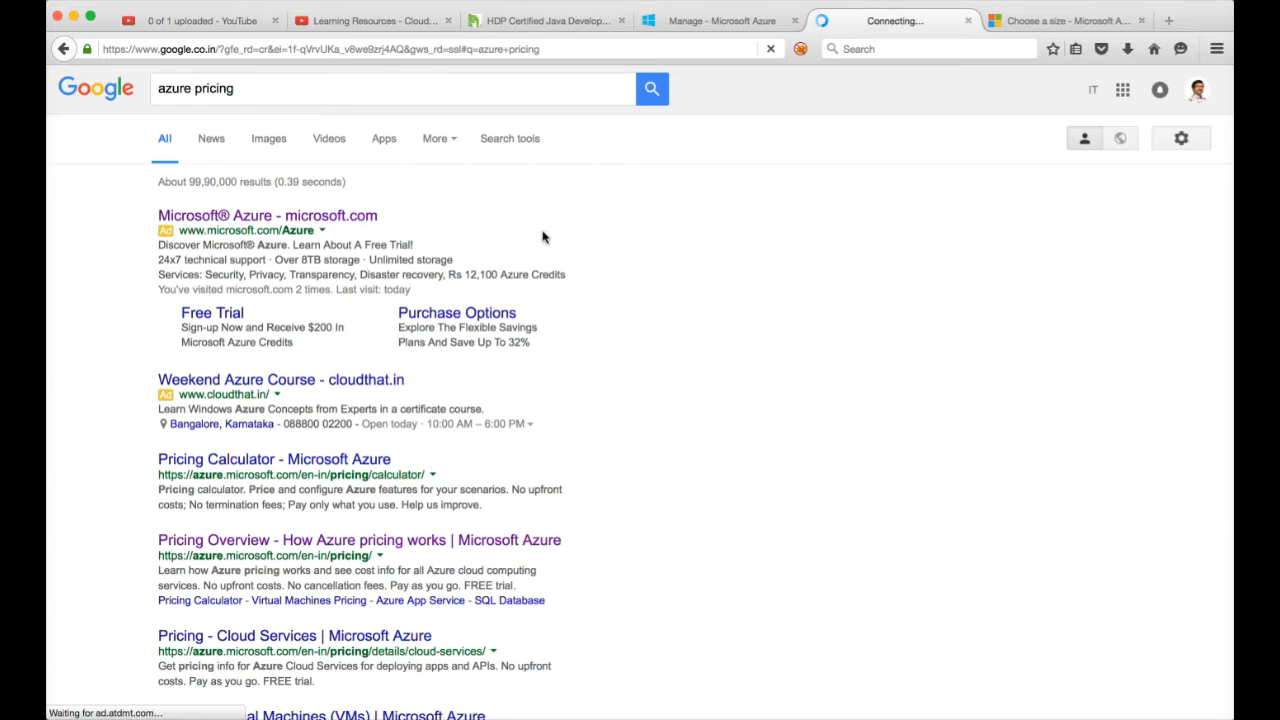 0 of 1 uploaded - YouTube
Learning Resources - Cloud...
HDP Certified Java Develop...
Manage - Microsoft Azure
Connecting...
Choose a size - Microsoft A...
https://www.google.co.in/?gfe_rd=cr&ei=1f-qVrvUKa_v8we9zrj4AQ&gws_rd=ssl#q=azure+pricing
Search
Google
azure pricing
IT
All
News
Images
Videos
Apps
More
Search tools
About 99,90,000 results (0.39 seconds)
Microsoft® Azure - microsoft.com
Ad www.microsoft.com/Azure
Discover Microsoft® Azure. Learn About A Free Trial!
24x7 technical support · Over 8TB storage · Unlimited storage
Services: Security, Privacy, Transparency, Disaster recovery, Rs 12,100 Azure Credits
You've visited microsoft.com 2 times. Last visit: today
Free Trial
Sign-up Now and Receive $200 In
Microsoft Azure Credits
Purchase Options
Explore The Flexible Savings
Plans And Save Up To 32%
Weekend Azure Course - cloudthat.in
Ad www.cloudthat.in/
Learn Windows Azure Concepts from Experts in a certificate course.
Bangalore, Karnataka - 088800 02200 - Open today · 10:00 AM – 6:00 PM
Pricing Calculator - Microsoft Azure
https://azure.microsoft.com/en-in/pricing/calculator/
Pricing calculator. Price and configure Azure features for your scenarios. No upfront
costs; No termination fees; Pay only what you use. Help us improve.
Pricing Overview - How Azure pricing works | Microsoft Azure
https://azure.microsoft.com/en-in/pricing/
Learn how Azure pricing works and see cost info for all Azure cloud computing
services. No upfront costs. No cancellation fees. Pay as you go. FREE trial.
Pricing Calculator - Virtual Machines Pricing - Azure App Service - SQL Database
Pricing - Cloud Services | Microsoft Azure
https://azure.microsoft.com/en-in/pricing/details/cloud-services/
Get pricing info for Azure Cloud Services for deploying apps and APIs. No upfront
costs. Pay as you go. FREE trial.
al Machines (VMs) | Microsoft Azure
Waiting for ad.atdmt.com...